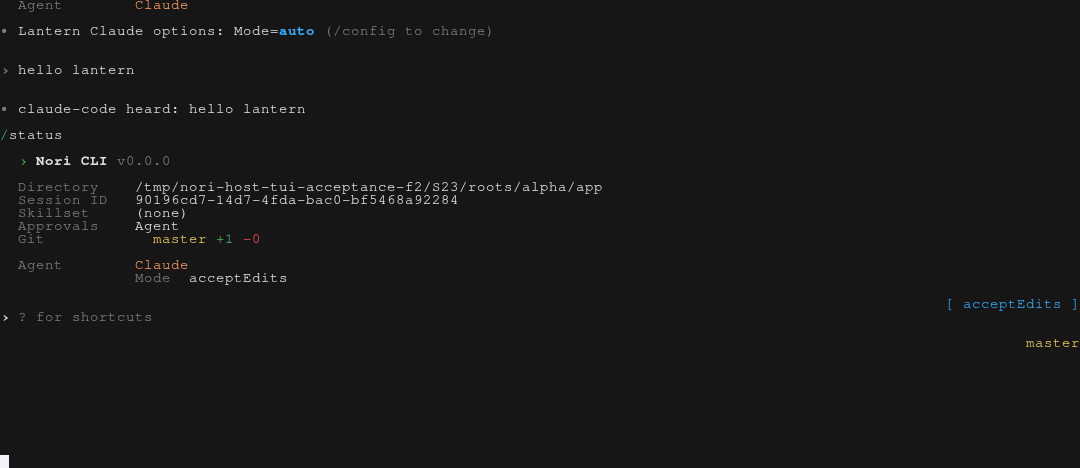 Agent Claude
• Lantern Claude options: Mode=auto (/config to change)
› hello lantern
• claude-code heard: hello lantern
/status
› Nori CLI v0.0.0
Directory /tmp/nori-host-tui-acceptance-f2/S23/roots/alpha/app
Session ID 90196cd7-14d7-4fda-bac0-bf5468a92284
Skillset (none)
Approvals Agent
Git master +1 -0
Agent Claude
Mode acceptEdits
[ acceptEdits ]
› ? for shortcuts
master